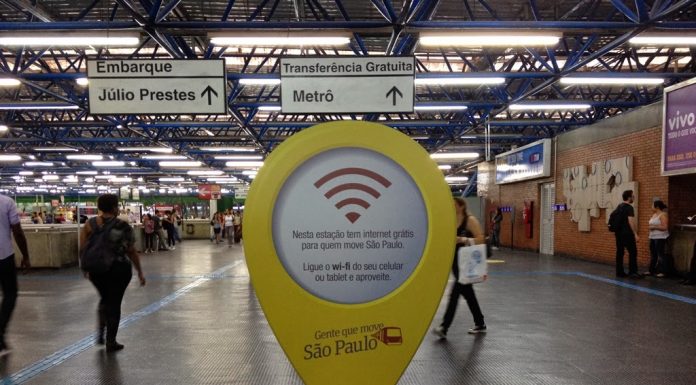 Embarque
Júlio Prestes ↑
Transferência Gratuita
Metrô ↑
vivo
Nesta estação tem internet grátis
para quem move São Paulo.
Ligue o wi-fi do seu celular
ou tablet e aproveite.
Gente que move
São Paulo